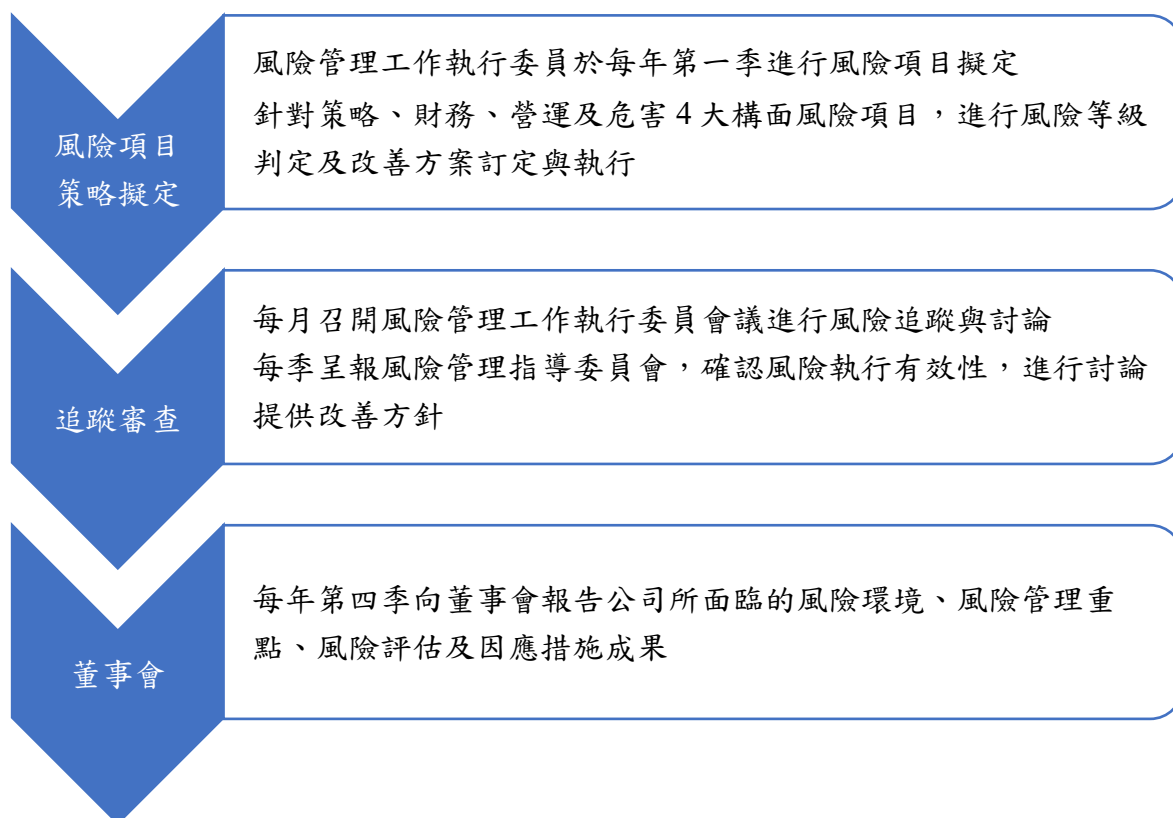 風險項目
策略擬定
風險管理工作執行委員於每年第一季進行風險項目擬定
針對策略、財務、營運及危害4大構面風險項目，進行風險等級
判定及改善方案訂定與執行
追蹤審查
每月召開風險管理工作執行委員會議進行風險追蹤與討論
每季呈報風險管理指導委員會，確認風險執行有效性，進行討論
提供改善方針
董事會
每年第四季向董事會報告公司所面臨的風險環境、風險管理重
點、風險評估及因應措施成果